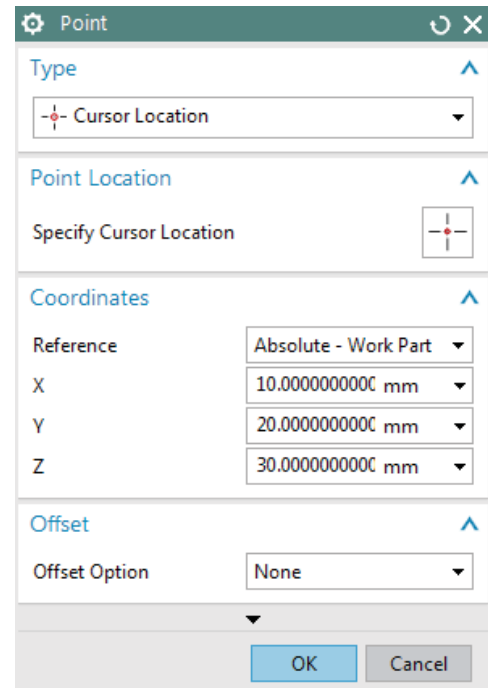 Point
Type
Cursor Location
Point Location
Specify Cursor Location
Coordinates
Reference Absolute - Work Part
X 10.0000000000 mm
Y 20.0000000000 mm
Z 30.0000000000 mm
Offset
Offset Option None
OK Cancel